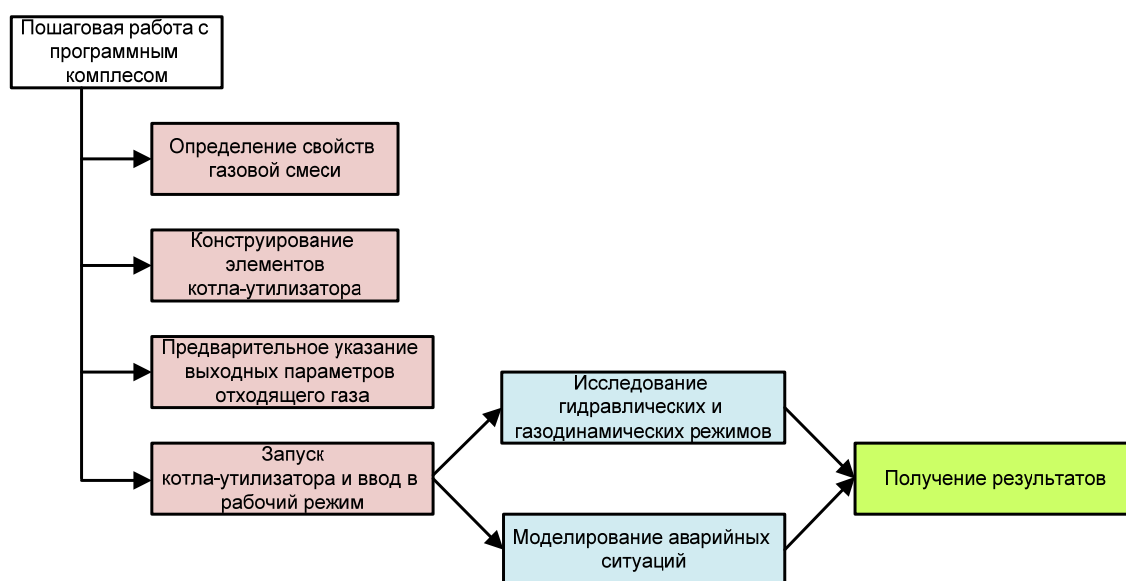 Пошаговая работа с
программным
комплесом
Определение свойств
газовой смеси
Конструирование
элементов
котла-утилизатора
Предварительное указание
выходных параметров
отходящего газа
Запуск
котла-утилизатора и ввод в
рабочий режим
Исследование
гидравлических и
газодинамических режимов
Моделирование аварийных
ситуаций
Получение результатов